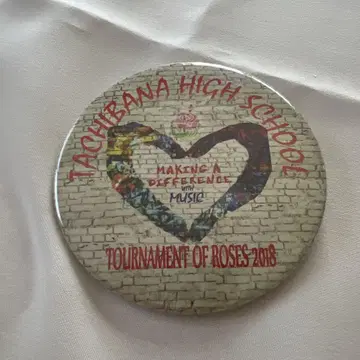 TACHIBANA HIGH SCHOOL
MAKING A
DIFFERENCE
WITH
MUSIC
TOURNAMENT OF ROSES 2018